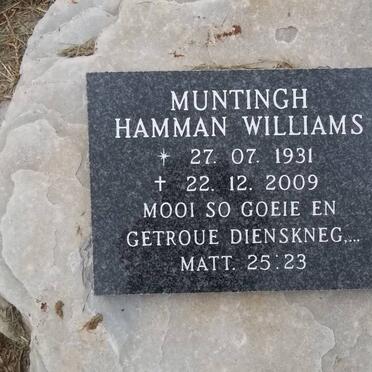 MUNTINGH
HAMMAN WILLIAMS
* 27. 07. 1931
✝ 22. 12. 2009
MOOI SO GOEIE EN
GETROUE DIENSKNEG,...
MATT. 25:23